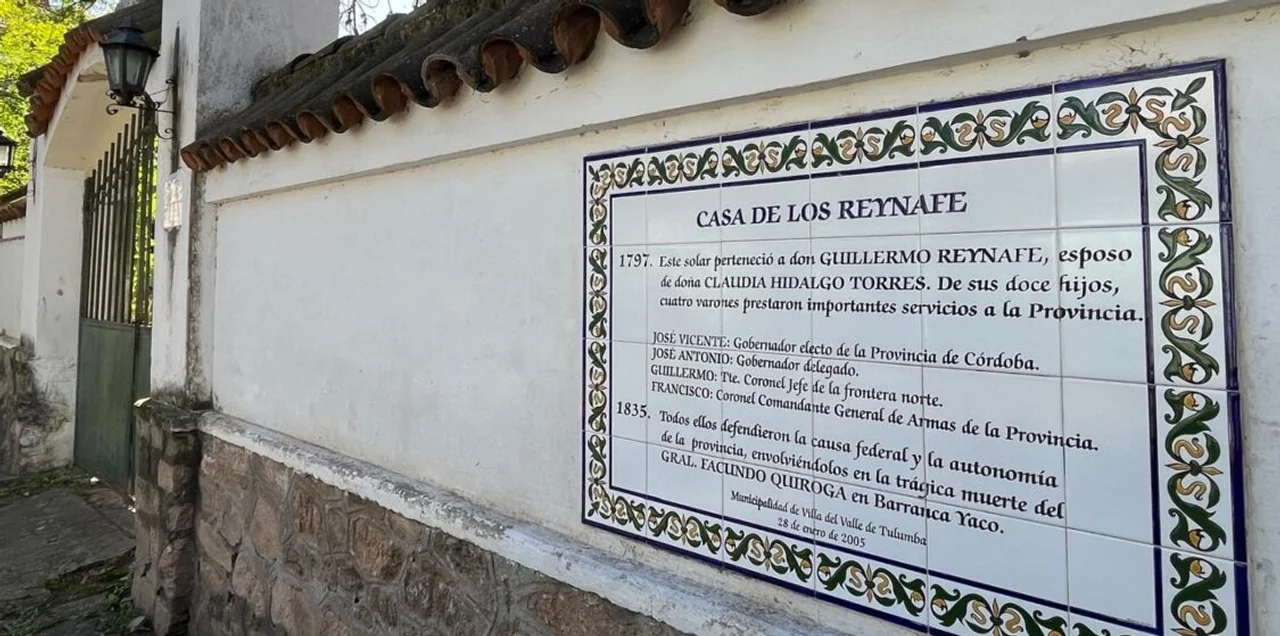 CASA DE LOS REYNAFE
1797. Este solar perteneció a don GUILLERMO REYNAFE, esposo
de doña CLAUDIA HIDALGO TORRES. De sus doce hijos,
cuatro varones prestaron importantes servicios a la Provincia.
JOSÉ VICENTE: Gobernador electo de la Provincia de Córdoba.
JOSÉ ANTONIO: Gobernador delegado.
GUILLERMO: Tte. Coronel Jefe de la frontera norte.
FRANCISCO: Coronel Comandante General de Armas de la Provincia.
1835. Todos ellos defendieron la causa federal y la autonomía
de la provincia, envolviéndolos en la trágica muerte del
GRAL. FACUNDO QUIROGA en Barranca Yaco.
Municipalidad de Villa del Valle de Tulumba
28 de enero de 2005